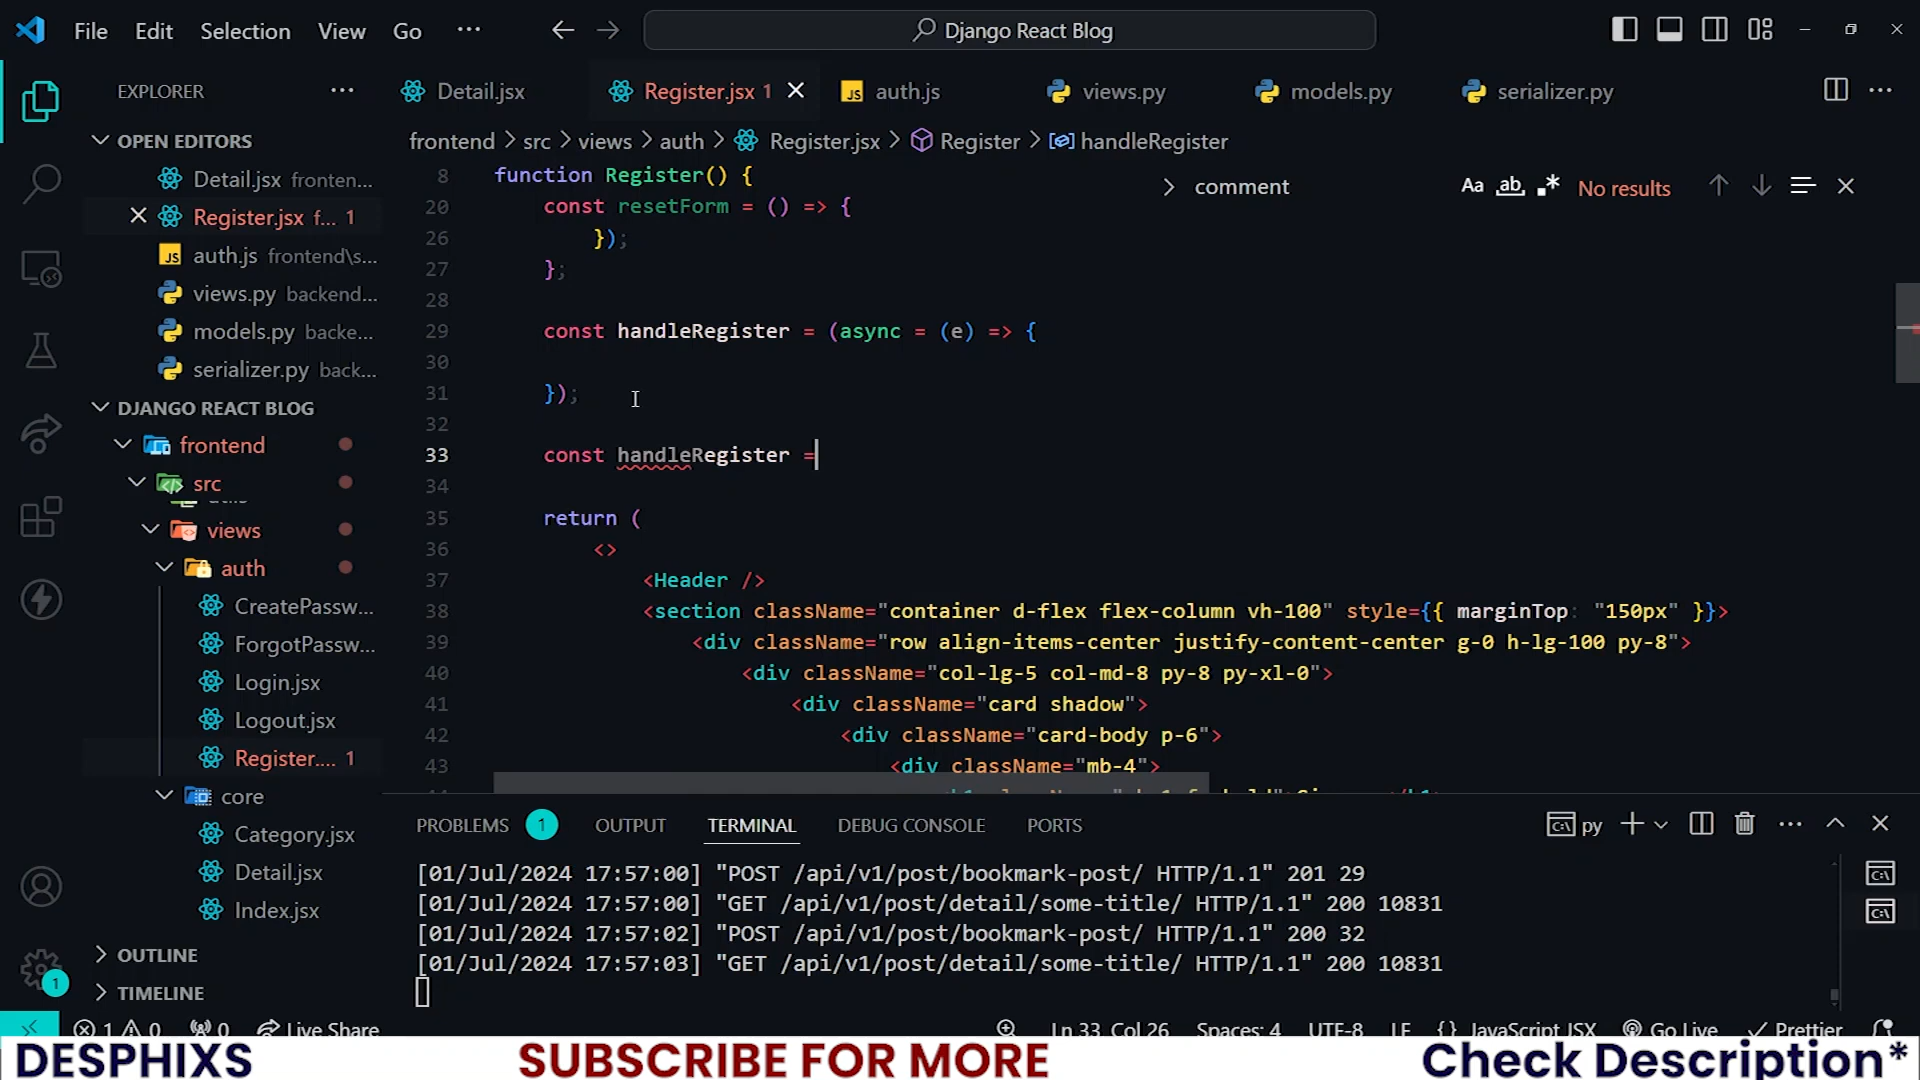 File Edit Selection View Go ··· Django React Blog
EXPLORER ···
Detail.jsx Register.jsx 1 auth.js views.py models.py serializer.py
OPEN EDITORS
Detail.jsx fronten...
Register.jsx f... 1
auth.js frontend\s...
views.py backend...
models.py backe...
serializer.py back...
DJANGO REACT BLOG
frontend
src
views
auth
CreatePassw...
ForgotPassw...
Login.jsx
Logout.jsx
Register.... 1
core
Category.jsx
Detail.jsx
Index.jsx
OUTLINE
TIMELINE
frontend > src > views > auth > Register.jsx > Register > handleRegister
comment Aa ab .* No results
8 function Register() {
20 const resetForm = () => {
26 });
27 };
28
29 const handleRegister = (async = (e) => {
30
31 });
32
33 const handleRegister =
34
35 return (
36 <>
37 <Header />
38 <section className="container d-flex flex-column vh-100" style={{ marginTop: "150px" }}>
39 <div className="row align-items-center justify-content-center g-0 h-lg-100 py-8">
40 <div className="col-lg-5 col-md-8 py-8 py-xl-0">
41 <div className="card shadow">
42 <div className="card-body p-6">
43 <div className="mb-4">
PROBLEMS 1 OUTPUT TERMINAL DEBUG CONSOLE PORTS py
[01/Jul/2024 17:57:00] "POST /api/v1/post/bookmark-post/ HTTP/1.1" 201 29
[01/Jul/2024 17:57:00] "GET /api/v1/post/detail/some-title/ HTTP/1.1" 200 10831
[01/Jul/2024 17:57:02] "POST /api/v1/post/bookmark-post/ HTTP/1.1" 200 32
[01/Jul/2024 17:57:03] "GET /api/v1/post/detail/some-title/ HTTP/1.1" 200 10831
1
1 0 0 Live Share Ln 33, Col 26 Spaces: 4 UTF-8 LF {} JavaScript JSX Go Live Prettier
DESPHIXS SUBSCRIBE FOR MORE Check Description*